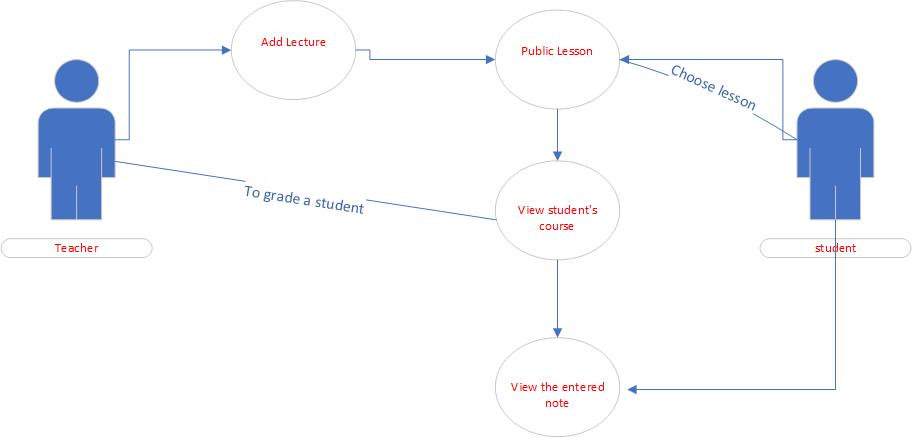 Add Lecture
Public Lesson
Choose lesson
To grade a student
View student's
course
Teacher
student
View the entered
note